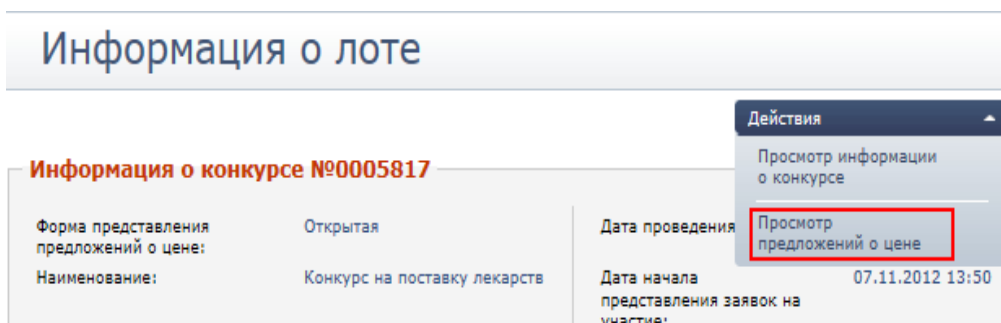 Информация о лоте
Действия
Просмотр информации
о конкурсе
Просмотр
предложений о цене
Информация о конкурсе №0005817
Форма представления
предложений о цене:
Открытая
Наименование:
Конкурс на поставку лекарств
Дата проведения
Дата начала
представления заявок на
участие:
07.11.2012 13:50